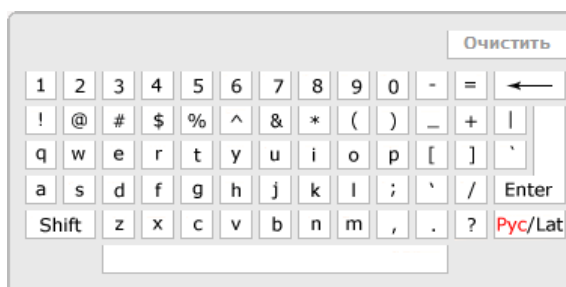 Очистить
1 2 3 4 5 6 7 8 9 0 - = ←
! @ # $ % ^ & * ( ) _ + |
q w e r t y u i o p [ ] `
a s d f g h j k l ; ` / Enter
Shift z x c v b n m , . ? Рус/Lat